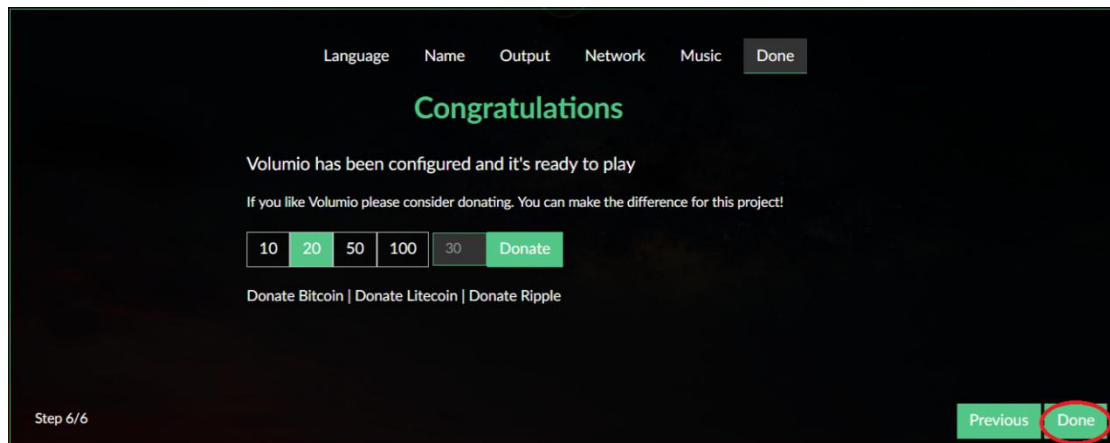 Language Name Output Network Music Done
Congratulations
Volumio has been configured and it's ready to play
If you like Volumio please consider donating. You can make the difference for this project!
10 20 50 100 30 Donate
Donate Bitcoin | Donate Litecoin | Donate Ripple
Step 6/6 Previous Done